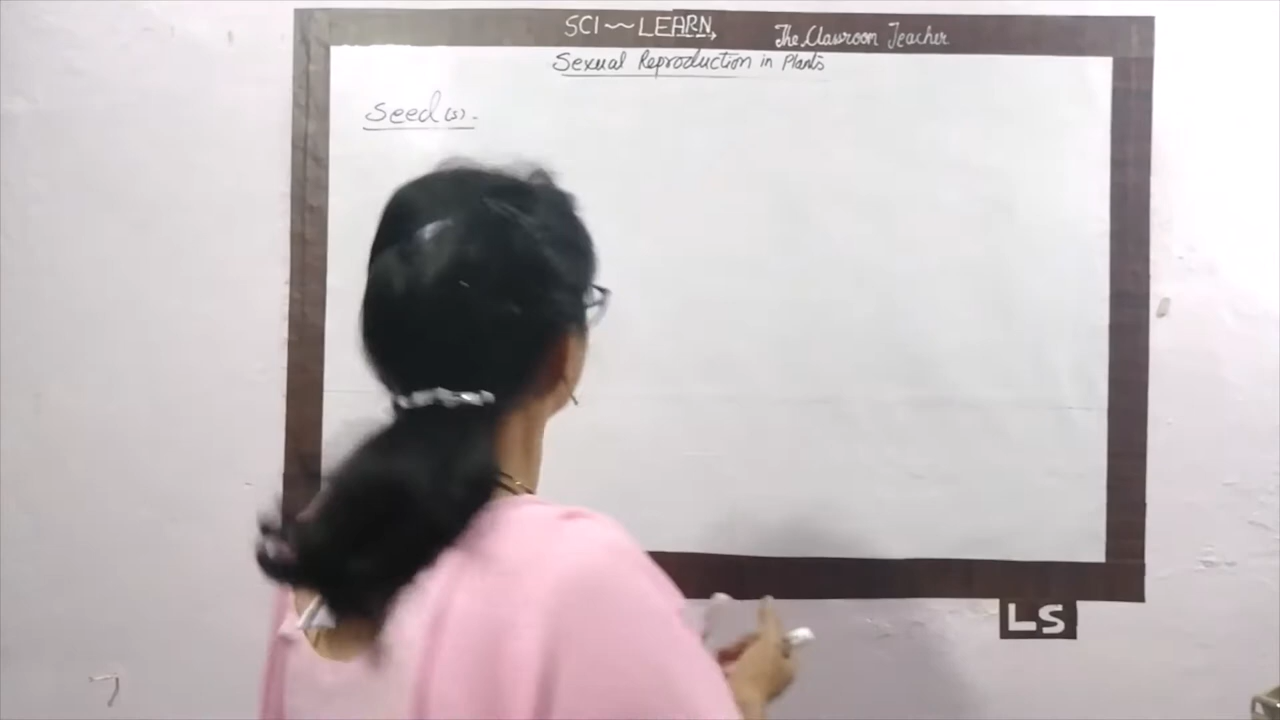 SCI~~LEARN The Classroom Teacher
Sexual Reproduction in Plants
Seed(s).
LS